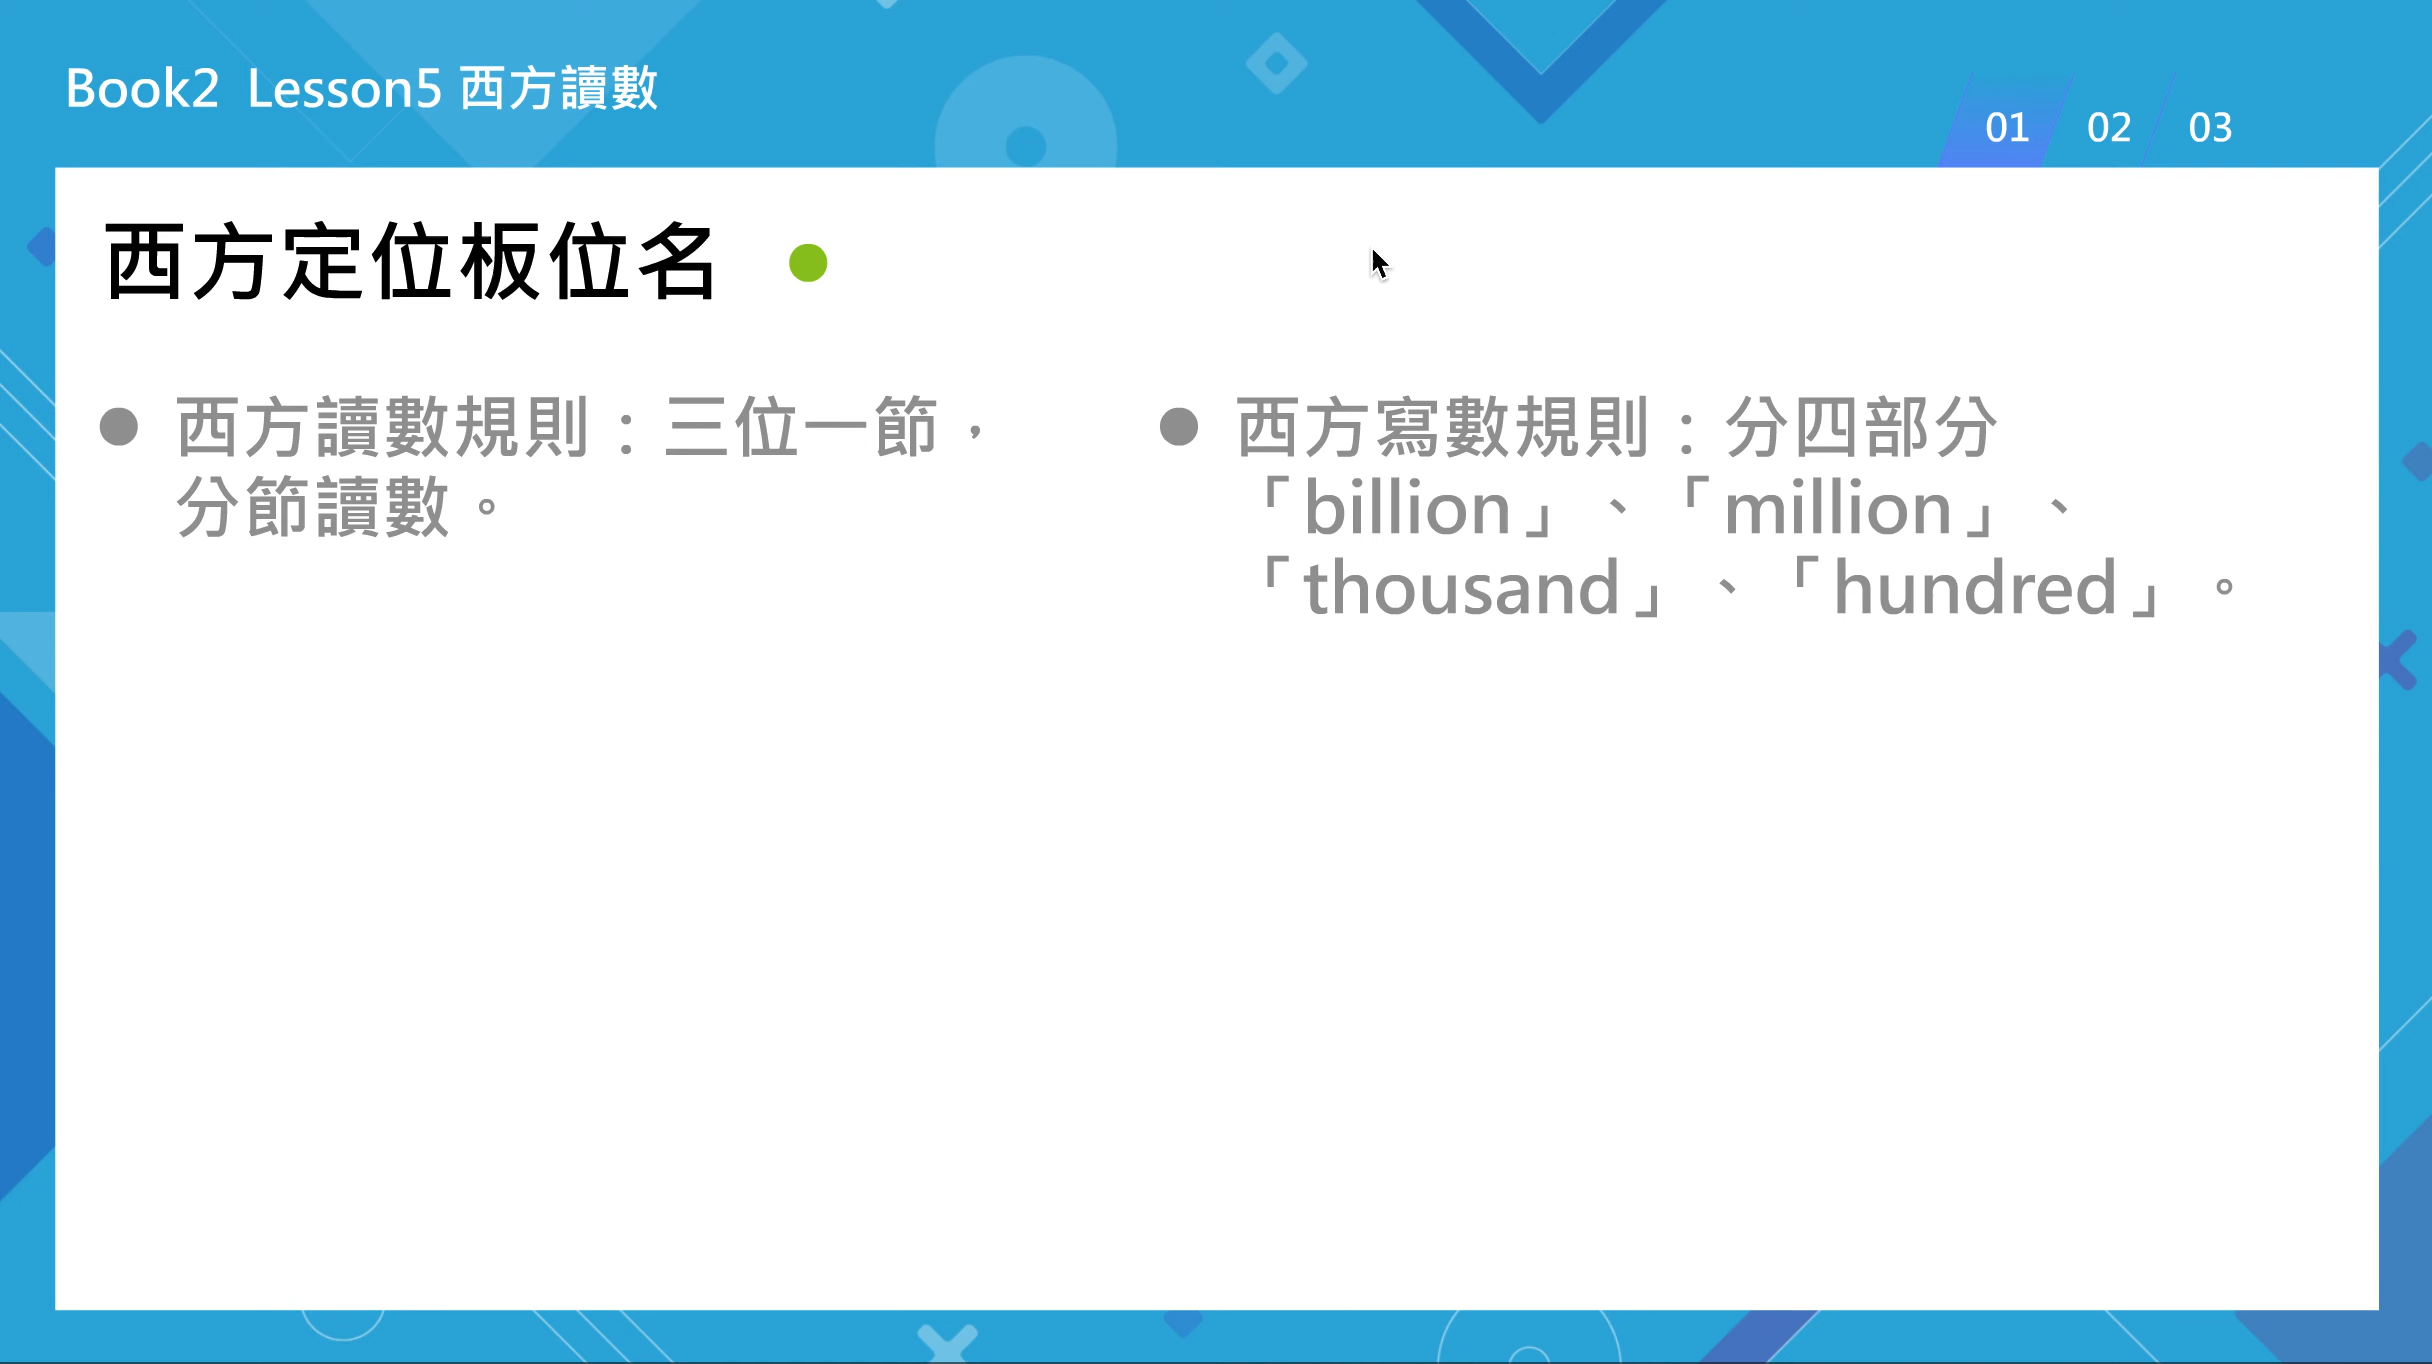 Book2 Lesson5 西方讀數
01 02 03
西方定位板位名
西方讀數規則：三位一節，
分節讀數。
西方寫數規則：分四部分
「billion」、「million」、
「thousand」、「hundred」。